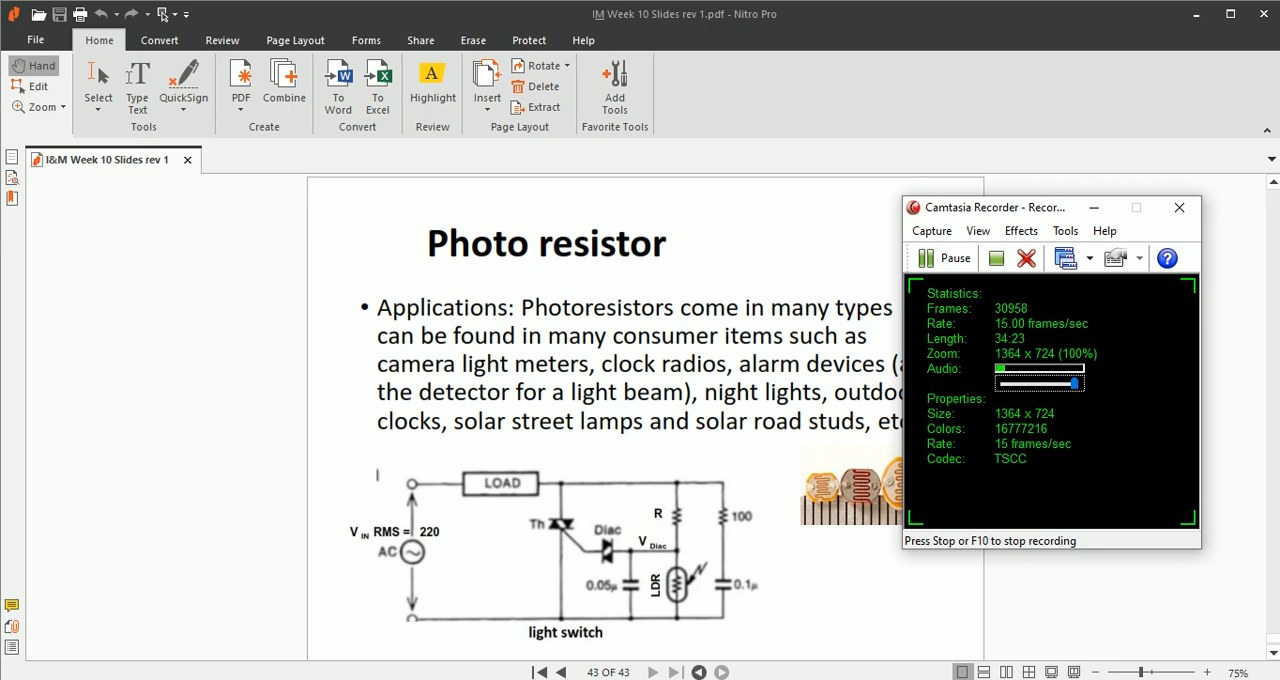 IM Week 10 Slides rev 1.pdf - Nitro Pro
File Home Convert Review Page Layout Forms Share Erase Protect Help
Hand
Edit
Zoom
Select
Type Text
QuickSign
Tools
PDF
Combine
Create
To Word
To Excel
Convert
Highlight
Review
Insert
Rotate
Delete
Extract
Page Layout
Add Tools
Favorite Tools
I&M Week 10 Slides rev 1
Photo resistor
• Applications: Photoresistors come in many types
can be found in many consumer items such as
camera light meters, clock radios, alarm devices (
the detector for a light beam), night lights, outdoo
clocks, solar street lamps and solar road studs, et
LOAD
Th
Diac
V IN RMS = 220
AC
R
V Diac
100
0.05µ
LDR
0.1µ
light switch
Camtasia Recorder - Recor...
Capture View Effects Tools Help
Pause
Statistics:
Frames: 30958
Rate: 15.00 frames/sec
Length: 34:23
Zoom: 1364 x 724 (100%)
Audio:
Properties:
Size: 1364 x 724
Colors: 16777216
Rate: 15 frames/sec
Codec: TSCC
Press Stop or F10 to stop recording
43 OF 43
75%